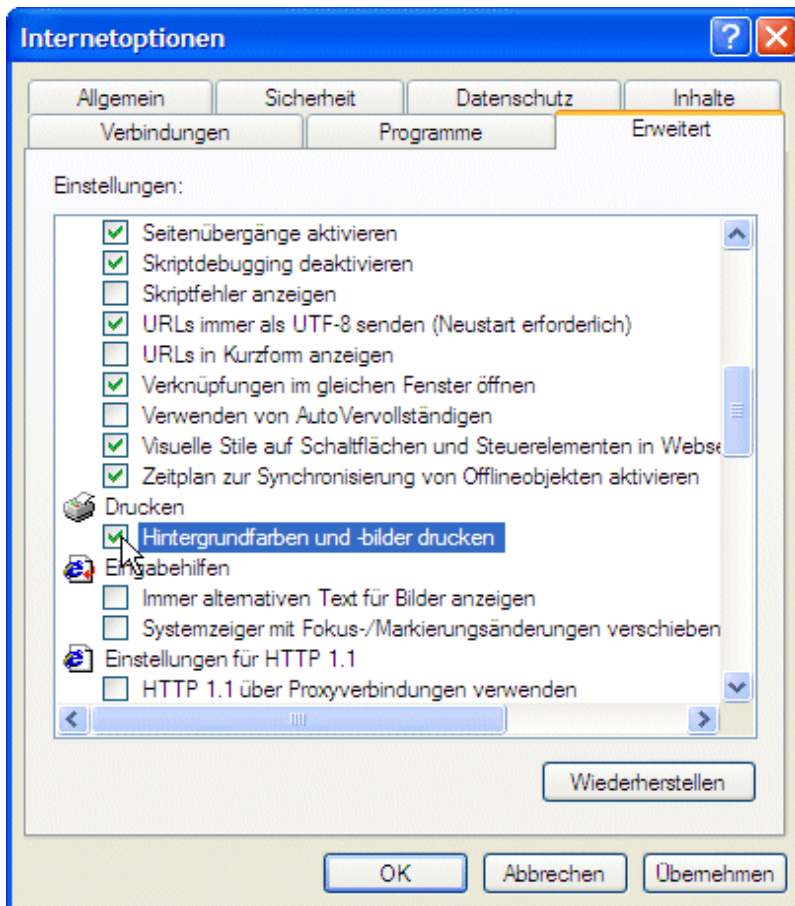 Internetoptionen
Allgemein Sicherheit Datenschutz Inhalte
Verbindungen Programme Erweitert
Einstellungen:
Seitenübergänge aktivieren
Skriptdebugging deaktivieren
Skriptfehler anzeigen
URLs immer als UTF-8 senden (Neustart erforderlich)
URLs in Kurzform anzeigen
Verknüpfungen im gleichen Fenster öffnen
Verwenden von AutoVervollständigen
Visuelle Stile auf Schaltflächen und Steuerelementen in Webse
Zeitplan zur Synchronisierung von Offlineobjekten aktivieren
Drucken
Hintergrundfarben und -bilder drucken
Eingabehilfen
Immer alternativen Text für Bilder anzeigen
Systemzeiger mit Fokus-/Markierungsänderungen verschieben
Einstellungen für HTTP 1.1
HTTP 1.1 über Proxyverbindungen verwenden
Wiederherstellen
OK Abbrechen Übernehmen